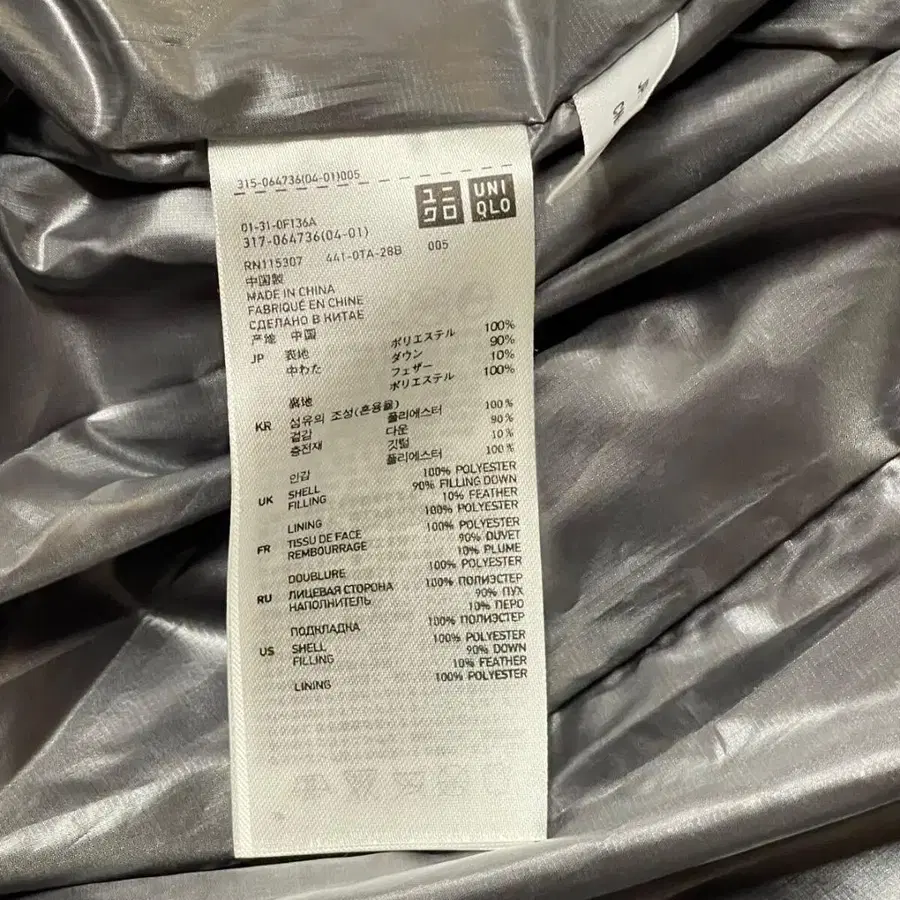 315-064736(04-01)005
ユニクロ
UNIQLO
01-31-0F136A
317-064736(04-01)
RN115307 441-0TA-28B 005
中国製
MADE IN CHINA
FABRIQUÉ EN CHINE
СДЕЛАНО В КИТАЕ
产地 中国
JP 表地 ポリエステル 100%
中わた ダウン 90%
フェザー 10%
裏地 ポリエステル 100%
KR 섬유의 조성(혼용율)
겉감 폴리에스터 100%
충전재 다운 90%
깃털 10%
안감 폴리에스터 100%
UK SHELL 100% POLYESTER
FILLING 90% FILLING DOWN
10% FEATHER
LINING 100% POLYESTER
FR TISSU DE FACE 100% POLYESTER
REMBOURRAGE 90% DUVET
10% PLUME
DOUBLURE 100% POLYESTER
RU ЛИЦЕВАЯ СТОРОНА 100% ПОЛИЭСТЕР
НАПОЛНИТЕЛЬ 90% ПУХ
10% ПЕРО
ПОДКЛАДКА 100% ПОЛИЭСТЕР
US SHELL 100% POLYESTER
FILLING 90% DOWN
10% FEATHER
LINING 100% POLYESTER